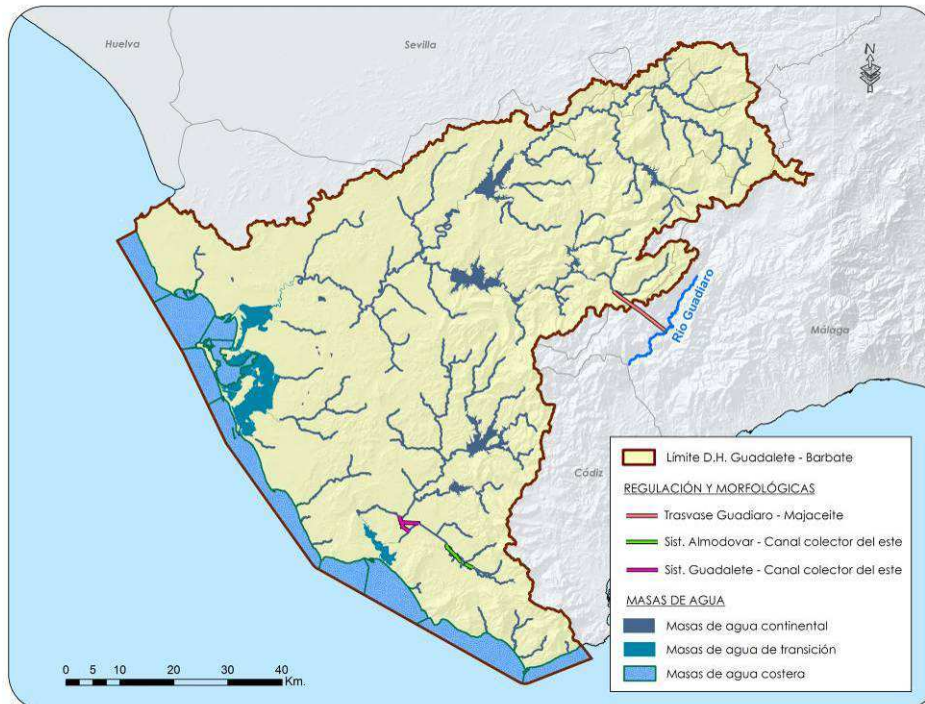 Huelva
Sevilla
N
Río Guadiaro
Málaga
Cádiz
Límite D.H. Guadalete - Barbate
REGULACIÓN Y MORFOLÓGICAS
Trasvase Guadiaro - Majaceite
Sist. Almodovar - Canal colector del este
Sist. Guadalete - Canal colector del este
MASAS DE AGUA
Masas de agua continental
Masas de agua de transición
Masas de agua costera
0 5 10 20 30 40
Km.